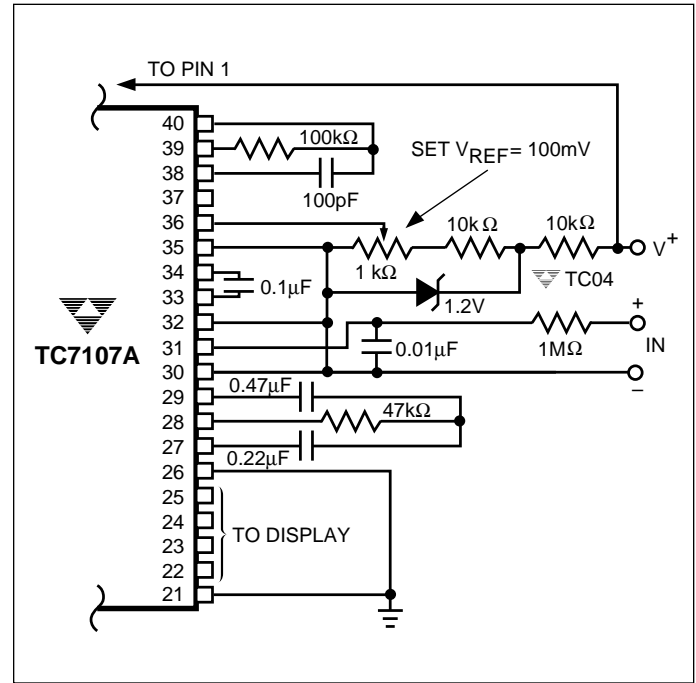 TO PIN 1
40
39
38
37
36
35
34
33
32
31
30
29
28
27
26
25
24
23
22
21
TC7107A
100kΩ
100pF
SET VREF= 100mV
10kΩ
10kΩ
V+
1 kΩ
TC04
0.1µF
1.2V
+
IN
–
0.01µF
1MΩ
0.47µF
47kΩ
0.22µF
TO DISPLAY